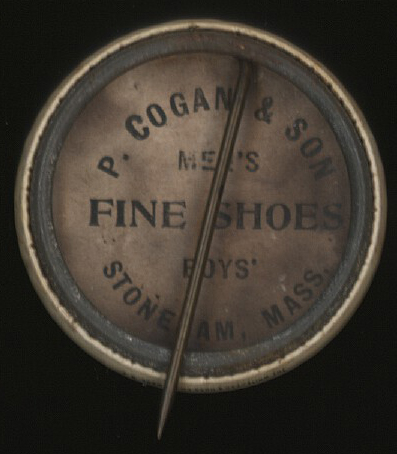 P. COGAN & SON
MEN'S
FINE SHOES
BOYS'
STONEHAM, MASS.